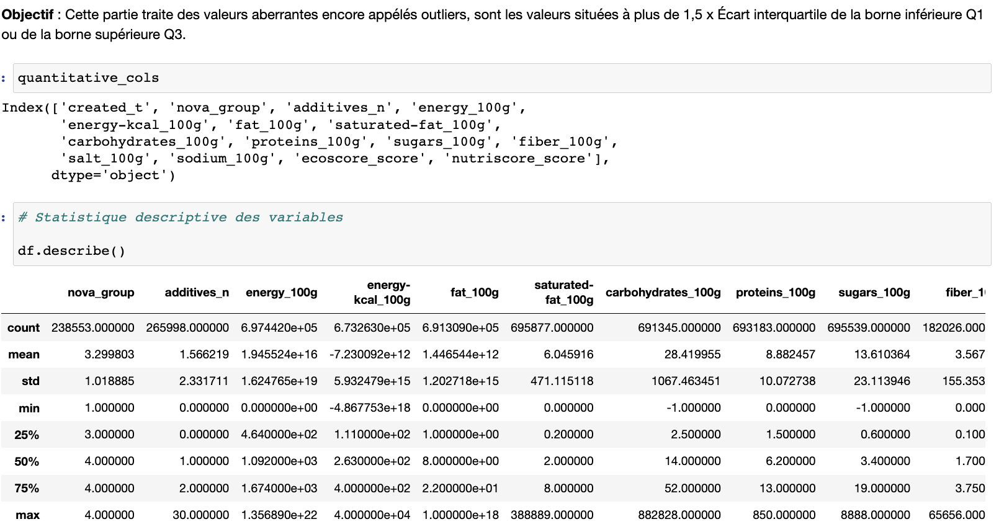 Objectif : Cette partie traite des valeurs aberrantes encore appélés outliers, sont les valeurs situées à plus de 1,5 x Écart interquartile de la borne inférieure Q1
ou de la borne supérieure Q3.
: quantitative_cols
Index(['created_t', 'nova_group', 'additives_n', 'energy_100g',
'energy-kcal_100g', 'fat_100g', 'saturated-fat_100g',
'carbohydrates_100g', 'proteins_100g', 'sugars_100g', 'fiber_100g',
'salt_100g', 'sodium_100g', 'ecoscore_score', 'nutriscore_score'],
dtype='object')
: # Statistique descriptive des variables
df.describe()
nova_group additives_n energy_100g energy-kcal_100g fat_100g saturated-fat_100g carbohydrates_100g proteins_100g sugars_100g fiber_1
count 238553.000000 265998.000000 6.974420e+05 6.732630e+05 6.913090e+05 695877.000000 691345.000000 693183.000000 695539.000000 182026.000
mean 3.299803 1.566219 1.945524e+16 -7.230092e+12 1.446544e+12 6.045916 28.419955 8.882457 13.610364 3.567
std 1.018885 2.331711 1.624765e+19 5.932479e+15 1.202718e+15 471.115118 1067.463451 10.072738 23.113946 155.353
min 1.000000 0.000000 0.000000e+00 -4.867753e+18 0.000000e+00 0.000000 -1.000000 0.000000 -1.000000 0.000
25% 3.000000 0.000000 4.640000e+02 1.110000e+02 1.000000e+00 0.200000 2.500000 1.500000 0.600000 0.100
50% 4.000000 1.000000 1.092000e+03 2.630000e+02 8.000000e+00 2.000000 14.000000 6.200000 3.400000 1.700
75% 4.000000 2.000000 1.674000e+03 4.000000e+02 2.200000e+01 8.000000 52.000000 13.000000 19.000000 3.750
max 4.000000 30.000000 1.356890e+22 4.000000e+04 1.000000e+18 388889.000000 882828.000000 850.000000 8888.000000 65656.000